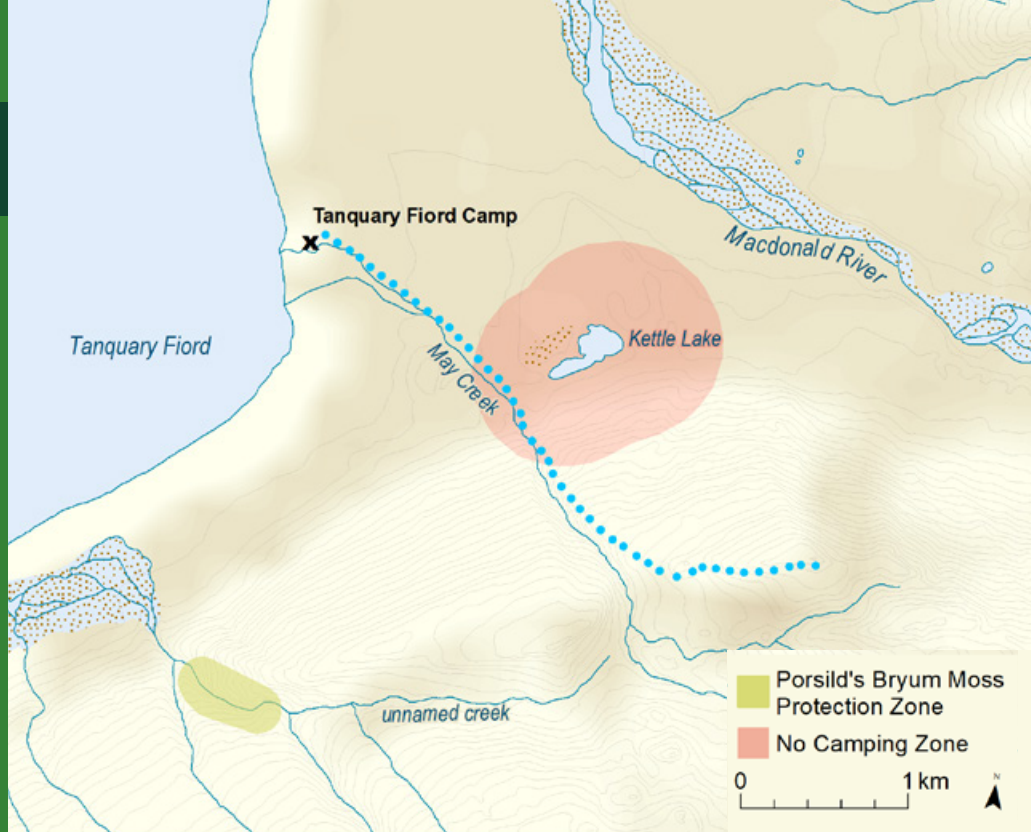 Tanquary Fiord Camp
x
Macdonald River
Kettle Lake
Tanquary Fiord
May Creek
unnamed creek
Porsild's Bryum Moss
Protection Zone
No Camping Zone
0 1 km
N